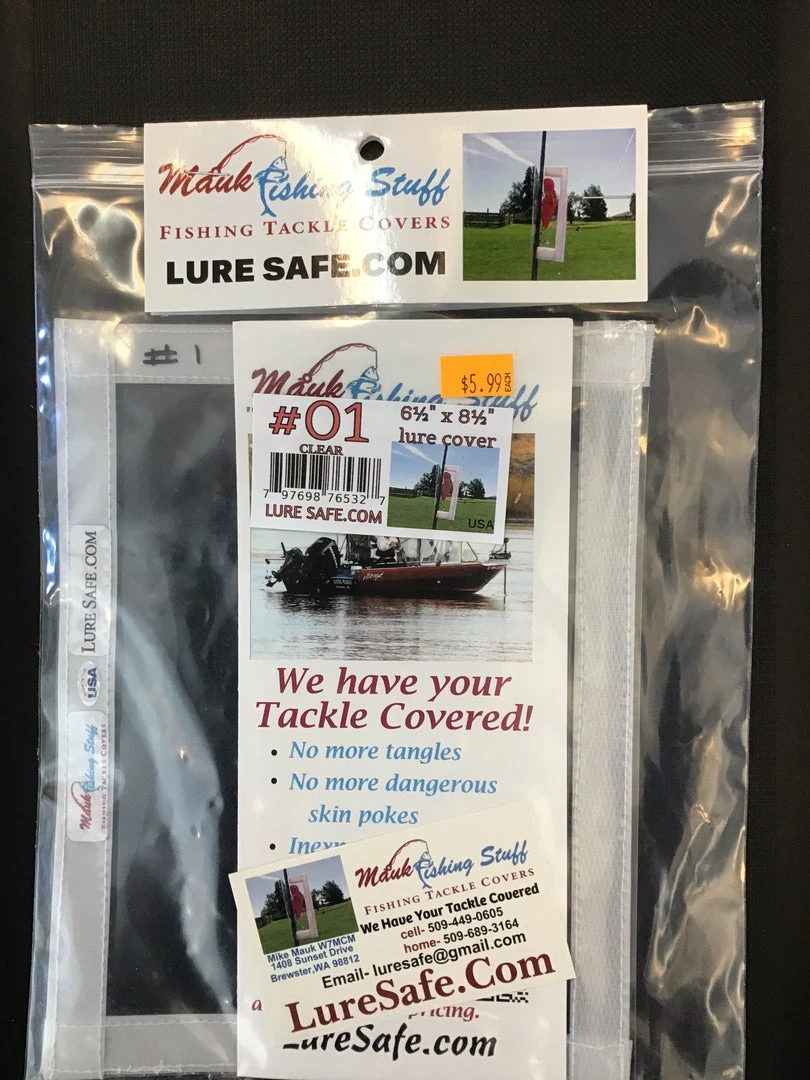 Mauk Fishing Stuff
FISHING TACKLE COVERS
LURE SAFE.COM
# 1
Mauk Fishing Stuff
$5.99 EACH
#01
CLEAR
6½" x 8½"
lure cover
7 97698 76532 7
LURE SAFE.COM
USA
LURE SAFE.COM
USA
Mauk Fishing Stuff
FISHING TACKLE COVERS
We have your
Tackle Covered!
• No more tangles
• No more dangerous
skin pokes
Mauk Fishing Stuff
FISHING TACKLE COVERS
We Have Your Tackle Covered
cell- 509-449-0605
home- 509-689-3164
Mike Mauk W7MCM
1408 Sunset Drive
Brewster,WA 98812
Email- luresafe@gmail.com
LureSafe.Com
pricing.
LureSafe.com